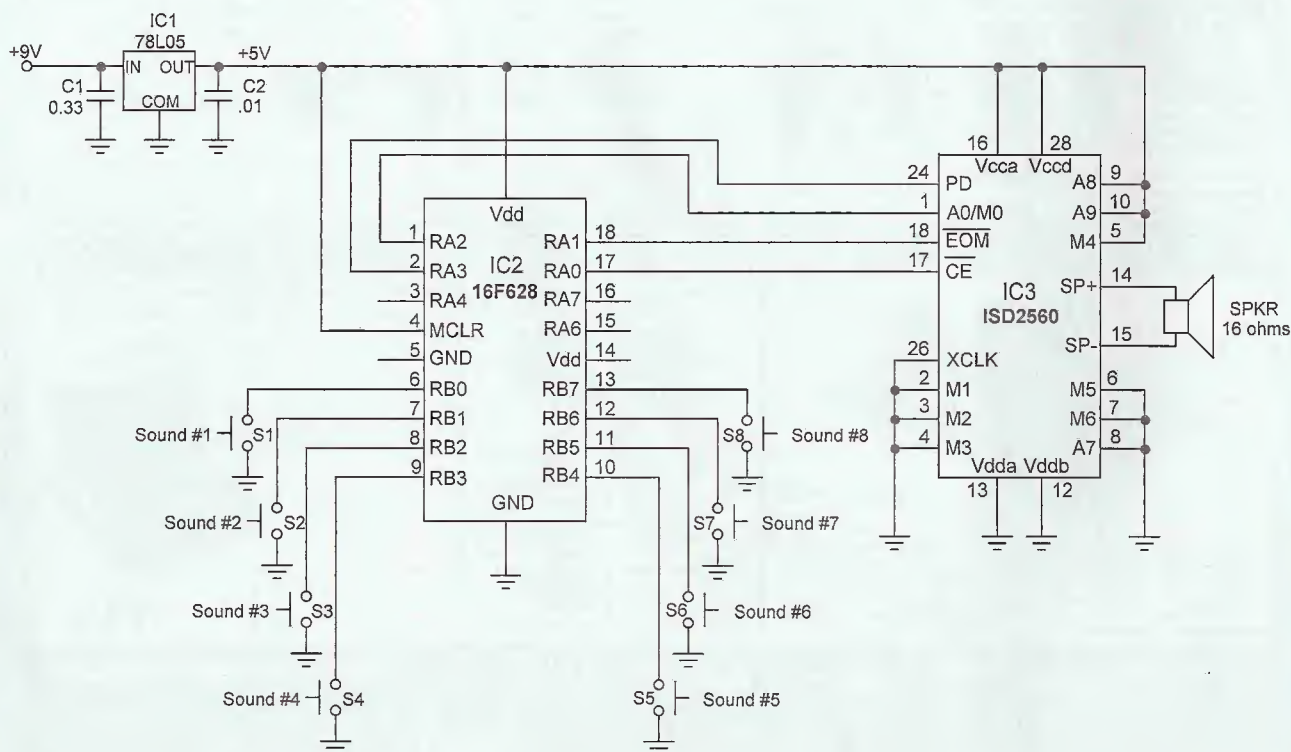 IC1
78L05
+9V
IN OUT
+5V
C1
0.33
COM
C2
.01
16
28
Vcca
Vccd
24
PD
A8
9
1
A0/M0
A9
10
18
EOM
M4
5
17
CE
IC3
ISD2560
SP+
14
SPKR
16 ohms
SP-
15
26
XCLK
M5
6
2
M1
M6
7
3
M2
A7
8
4
M3
Vdda Vddb
13
12
Vdd
1
RA2
RA1
18
2
RA3
IC2
RA0
17
16F628
3
RA4
RA7
16
4
MCLR
RA6
15
5
GND
Vdd
14
6
RB0
RB7
13
7
RB1
RB6
12
8
RB2
RB5
11
9
RB3
RB4
10
GND
Sound #1
S1
S8
Sound #8
Sound #2
S2
S7
Sound #7
Sound #3
S3
S6
Sound #6
Sound #4
S4
S5
Sound #5